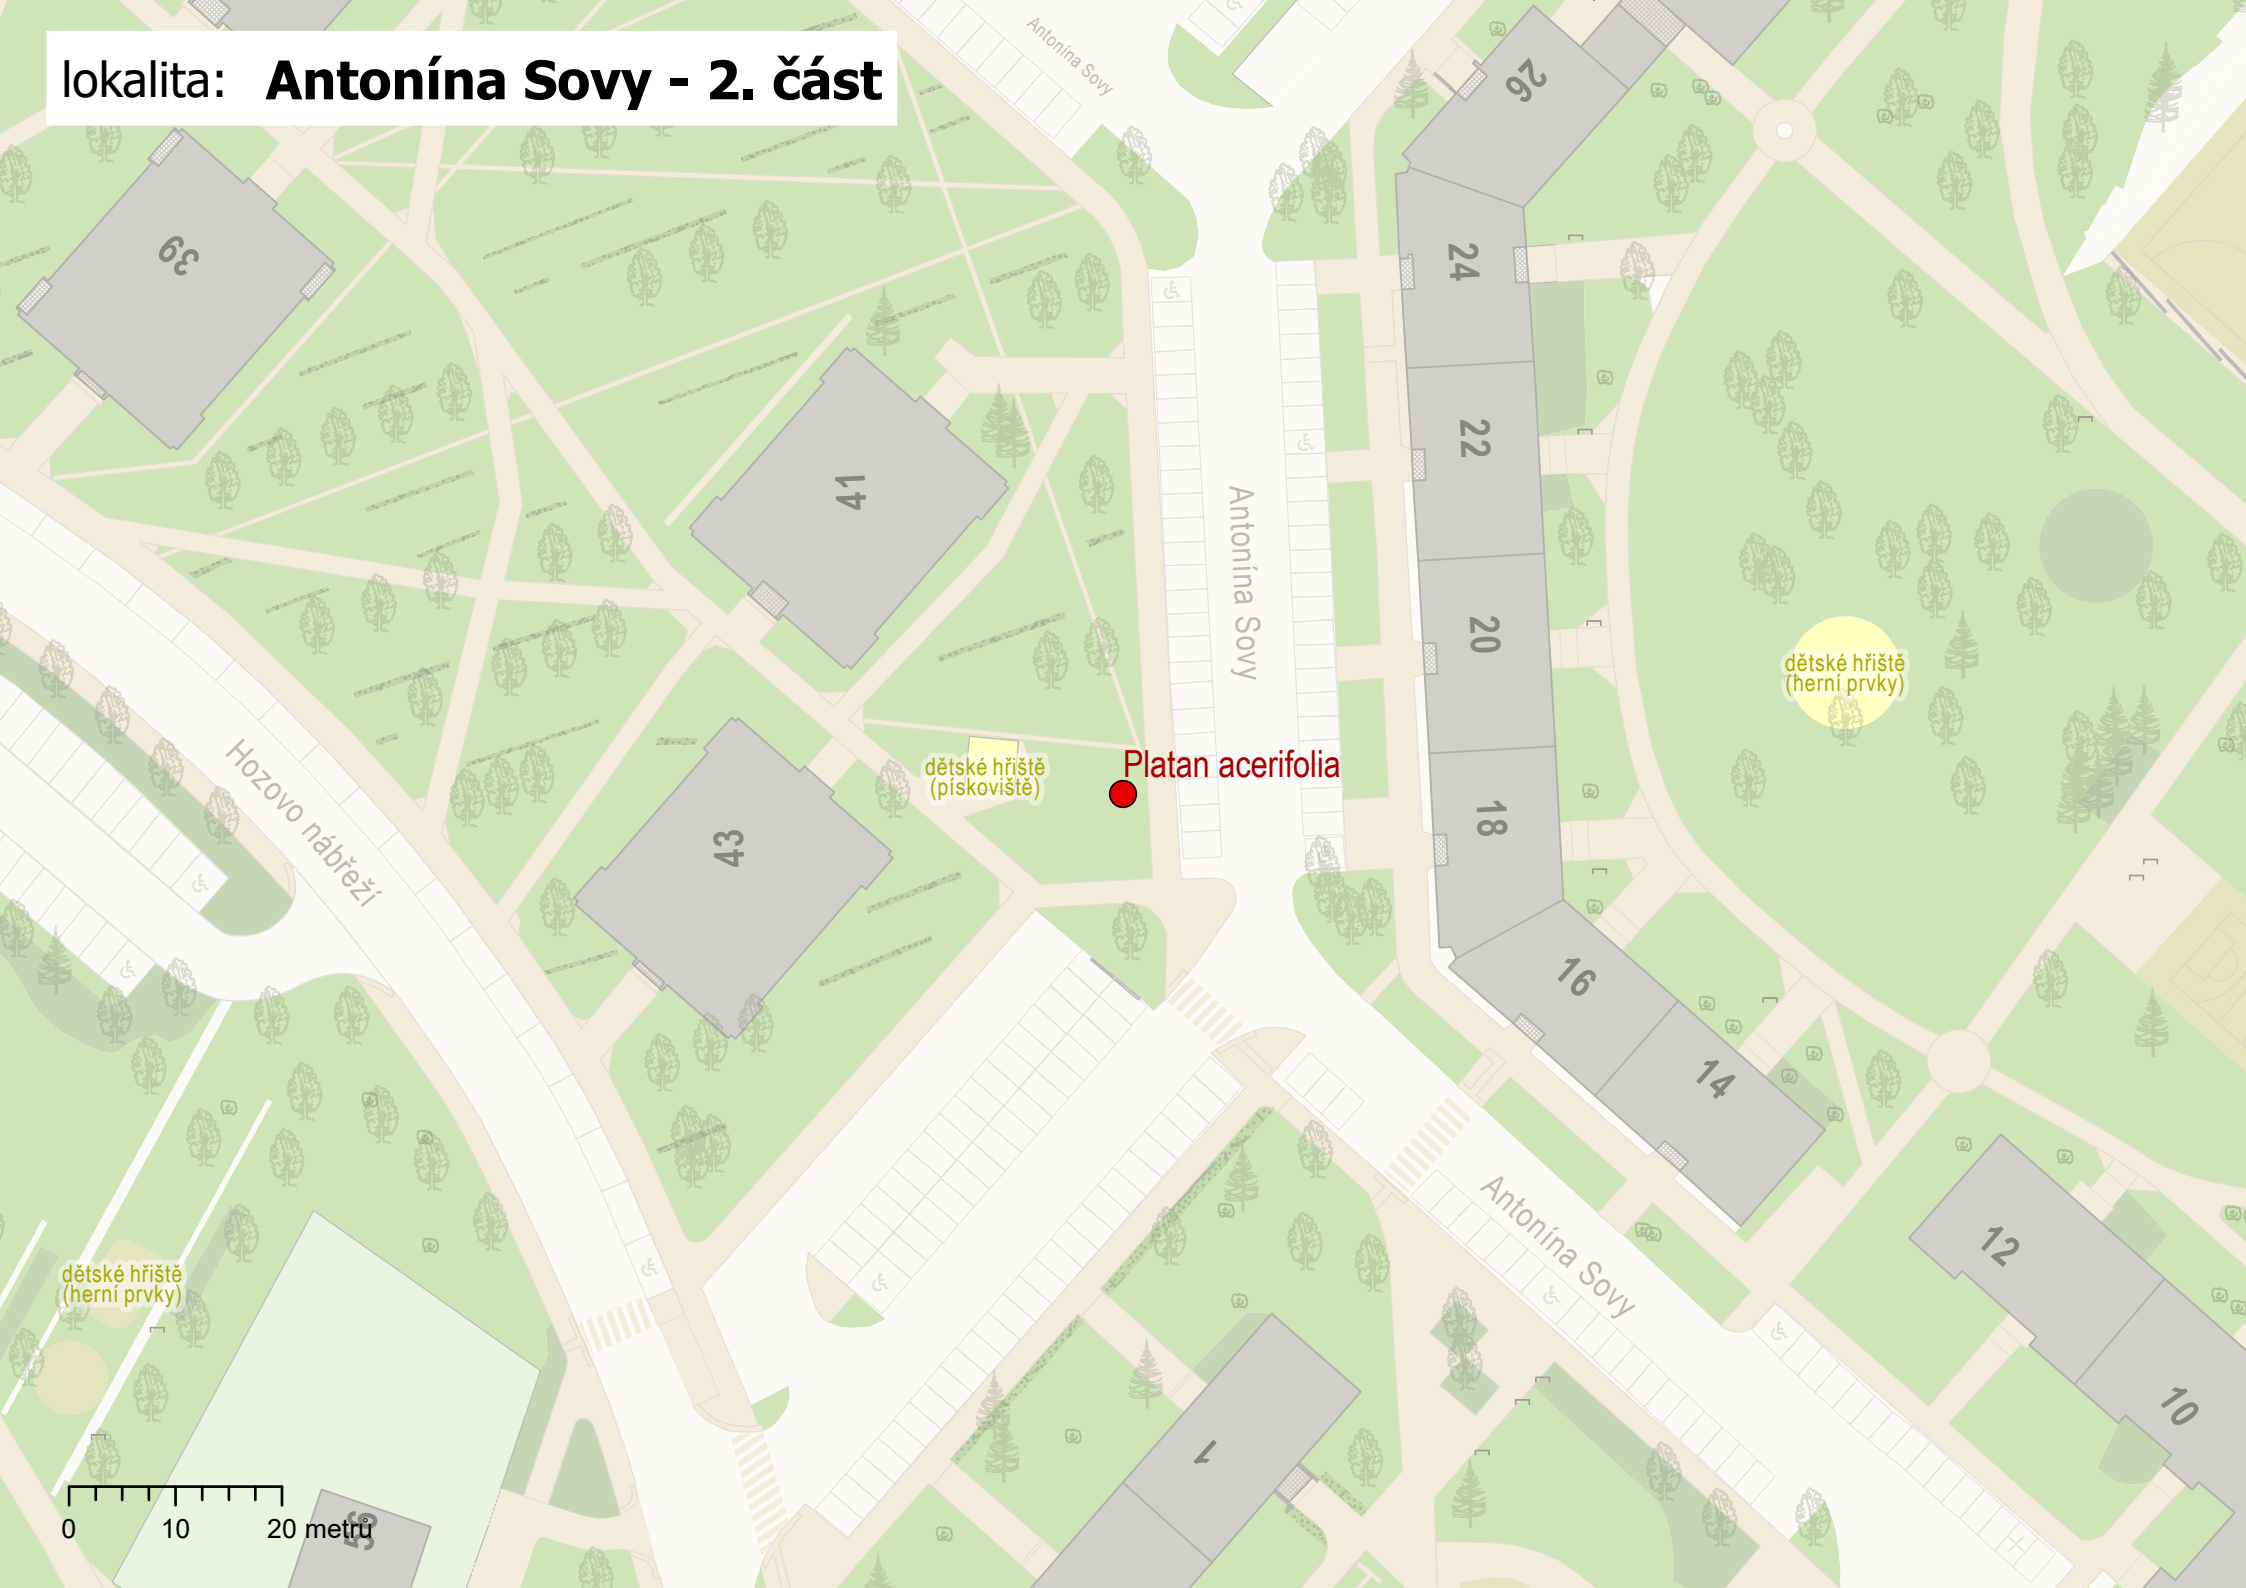 lokalita: Antonína Sovy - 2. část
Antonína Sovy
26
39
24
41
22
Antonína Sovy
20
dětské hřiště
(herní prvky)
Platan acerifolia
dětské hřiště
(pískoviště)
Hozovo nábřeží
43
18
16
14
Antonína Sovy
12
dětské hřiště
(herní prvky)
10
1
56
0 10 20 metrů